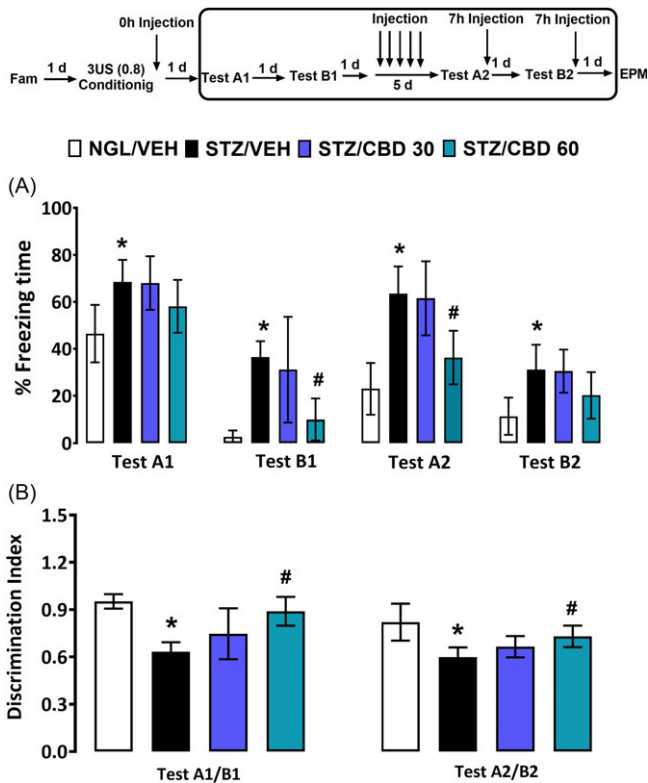 0h Injection Injection 7h Injection 7h Injection
Fam 1 d 3US (0.8) Conditionig 1 d Test A1 1 d Test B1 1 d 5 d Test A2 1 d Test B2 1 d EPM
NGL/VEH STZ/VEH STZ/CBD 30 STZ/CBD 60
(A)
% Freezing time
100
80
60
40
20
0
* * # * # *
Test A1 Test B1 Test A2 Test B2
(B)
Discrimination Index
1.5
1.2
0.9
0.6
0.3
0.0
* # * #
Test A1/B1 Test A2/B2